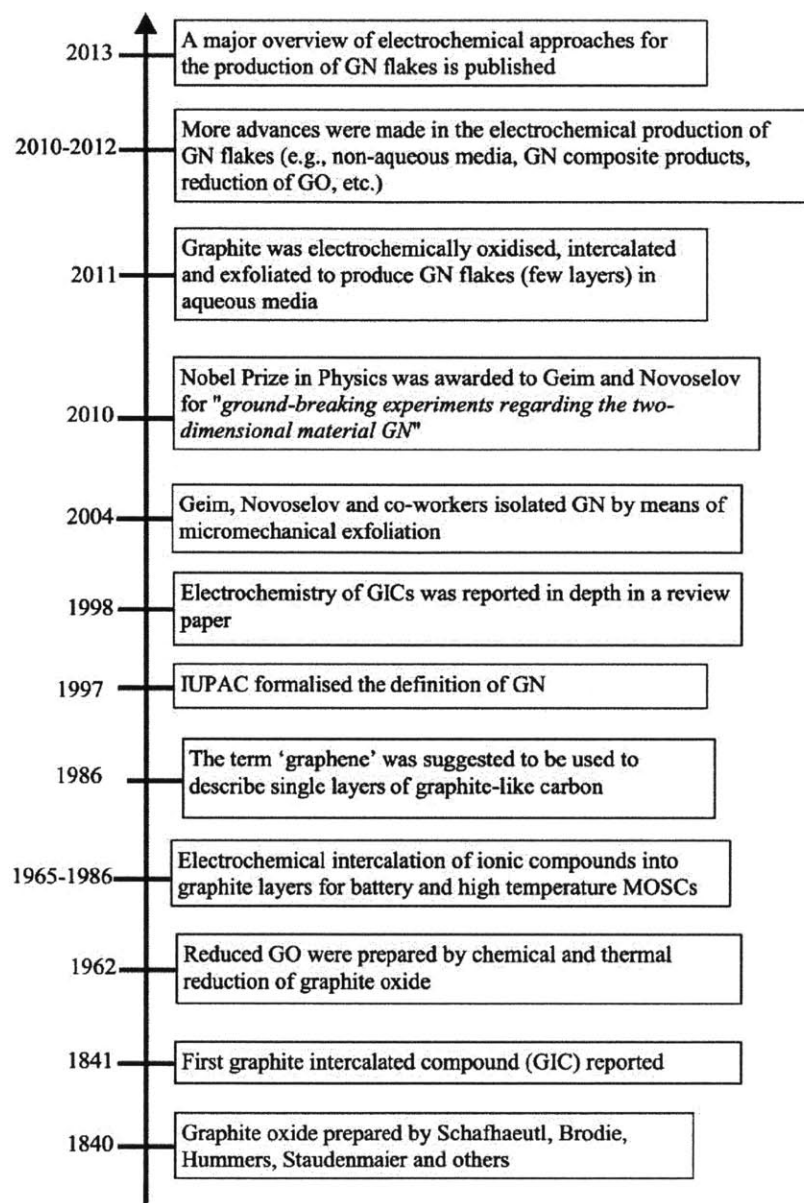 2013
A major overview of electrochemical approaches for
the production of GN flakes is published
2010-2012
More advances were made in the electrochemical production of
GN flakes (e.g., non-aqueous media, GN composite products,
reduction of GO, etc.)
2011
Graphite was electrochemically oxidised, intercalated
and exfoliated to produce GN flakes (few layers) in
aqueous media
2010
Nobel Prize in Physics was awarded to Geim and Novoselov
for "ground-breaking experiments regarding the two-
dimensional material GN"
2004
Geim, Novoselov and co-workers isolated GN by means of
micromechanical exfoliation
1998
Electrochemistry of GICs was reported in depth in a review
paper
1997
IUPAC formalised the definition of GN
1986
The term ‘graphene’ was suggested to be used to
describe single layers of graphite-like carbon
1965-1986
Electrochemical intercalation of ionic compounds into
graphite layers for battery and high temperature MOSCs
1962
Reduced GO were prepared by chemical and thermal
reduction of graphite oxide
1841
First graphite intercalated compound (GIC) reported
1840
Graphite oxide prepared by Schafhaeutl, Brodie,
Hummers, Staudenmaier and others